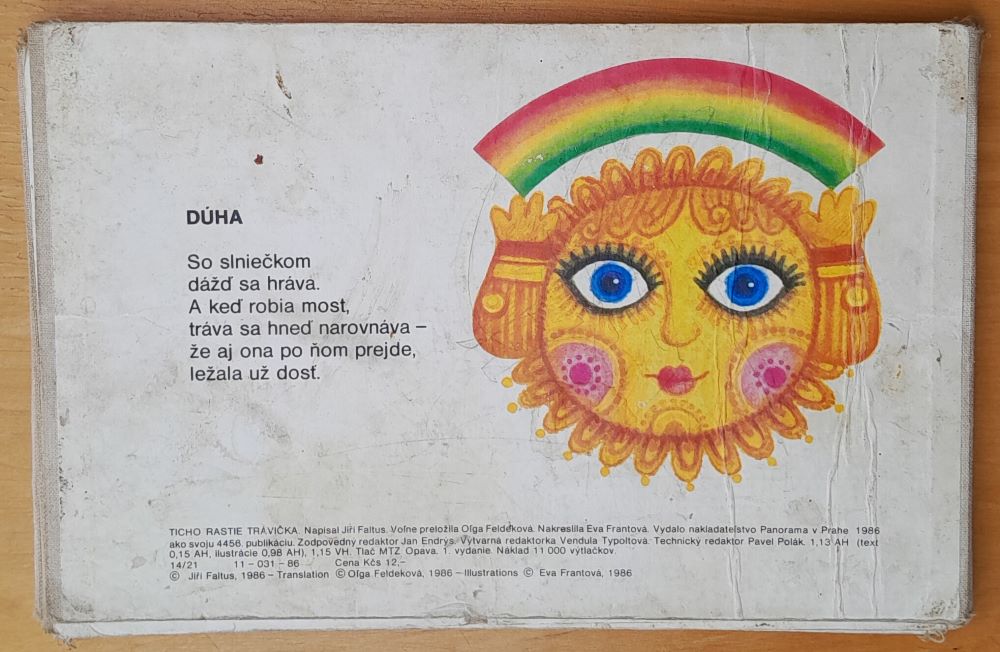 DÚHA
So slniečkom
dážď sa hráva.
A keď robia most,
tráva sa hneď narovnáva –
že aj ona po ňom prejde,
ležala už dosť.
TICHO RASTIE TRÁVIČKA. Napísal Jiří Faltus. Voľne preložila Oľga Feldeková. Nakreslila Eva Frantová. Vydalo nakladateľstvo Panorama v Prahe 1986
ako svoju 4456. publikáciu. Zodpovedný redaktor Jan Endrýs. Výtvarná redaktorka Vendula Typoltová. Technický redaktor Pavel Polák. 1,13 AH (text
0,15 AH, ilustrácie 0,98 AH), 1,15 VH. Tlač MTZ Opava. 1. vydanie. Náklad 11 000 výtlačkov.
14/21 11 – 031 – 86 Cena Kčs 12,–
© Jiří Faltus, 1986 – Translation © Oľga Feldeková, 1986 – Illustrations © Eva Frantová, 1986